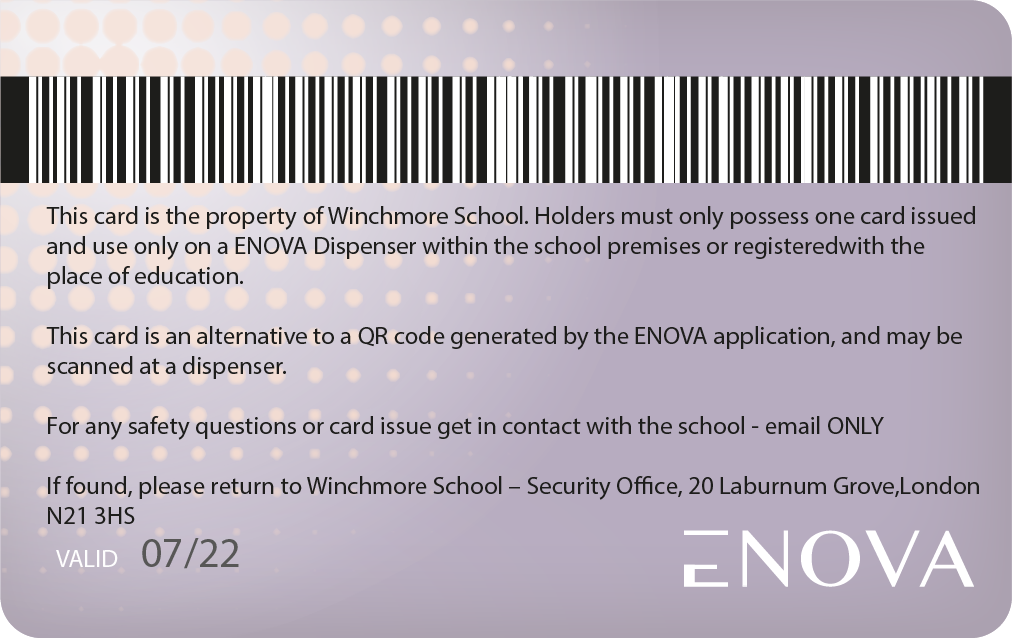 This card is the property of Winchmore School. Holders must only possess one card issued
and use only on a ENOVA Dispenser within the school premises or registeredwith the
place of education.
This card is an alternative to a QR code generated by the ENOVA application, and may be
scanned at a dispenser.
For any safety questions or card issue get in contact with the school - email ONLY
If found, please return to Winchmore School – Security Office, 20 Laburnum Grove,London
N21 3HS
VALID 07/22
ENOVA